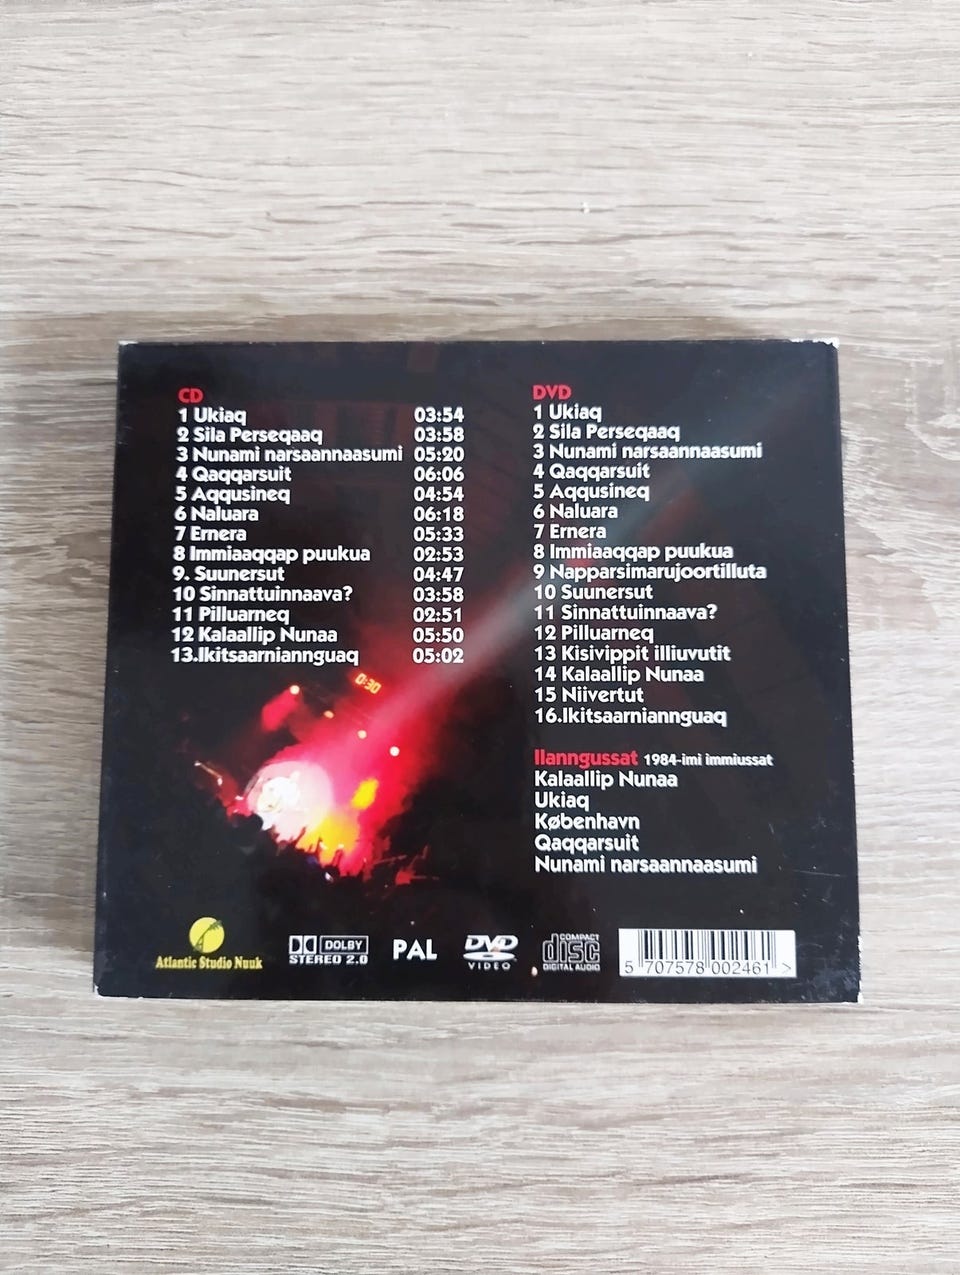 CD
1 Ukiaq 03:54
2 Sila Perseqaaq 03:58
3 Nunami narsaannaasumi 05:20
4 Qaqqarsuit 06:06
5 Aqqusineq 04:54
6 Naluara 06:18
7 Ernera 05:33
8 Immiaaqqap puukua 02:53
9. Suunersut 04:47
10 Sinnattuinnaava? 03:58
11 Pilluarneq 02:51
12 Kalaallip Nunaa 05:50
13.Ikitsaarniannguaq 05:02
0:30
DVD
1 Ukiaq
2 Sila Perseqaaq
3 Nunami narsaannaasumi
4 Qaqqarsuit
5 Aqqusineq
6 Naluara
7 Ernera
8 Immiaaqqap puukua
9 Napparsimarujoortilluta
10 Suunersut
11 Sinnattuinnaava?
12 Pilluarneq
13 Kisivippit illiuvutit
14 Kalaallip Nunaa
15 Niivertut
16.Ikitsaarniannguaq
Ilanngussat 1984-imi immiussat
Kalaallip Nunaa
Ukiaq
København
Qaqqarsuit
Nunami narsaannaasumi
Atlantic Studio Nuuk
DOLBY
STEREO 2.0
PAL
DVD
VIDEO
COMPACT
disc
DIGITAL AUDIO
5 707578 002461 >